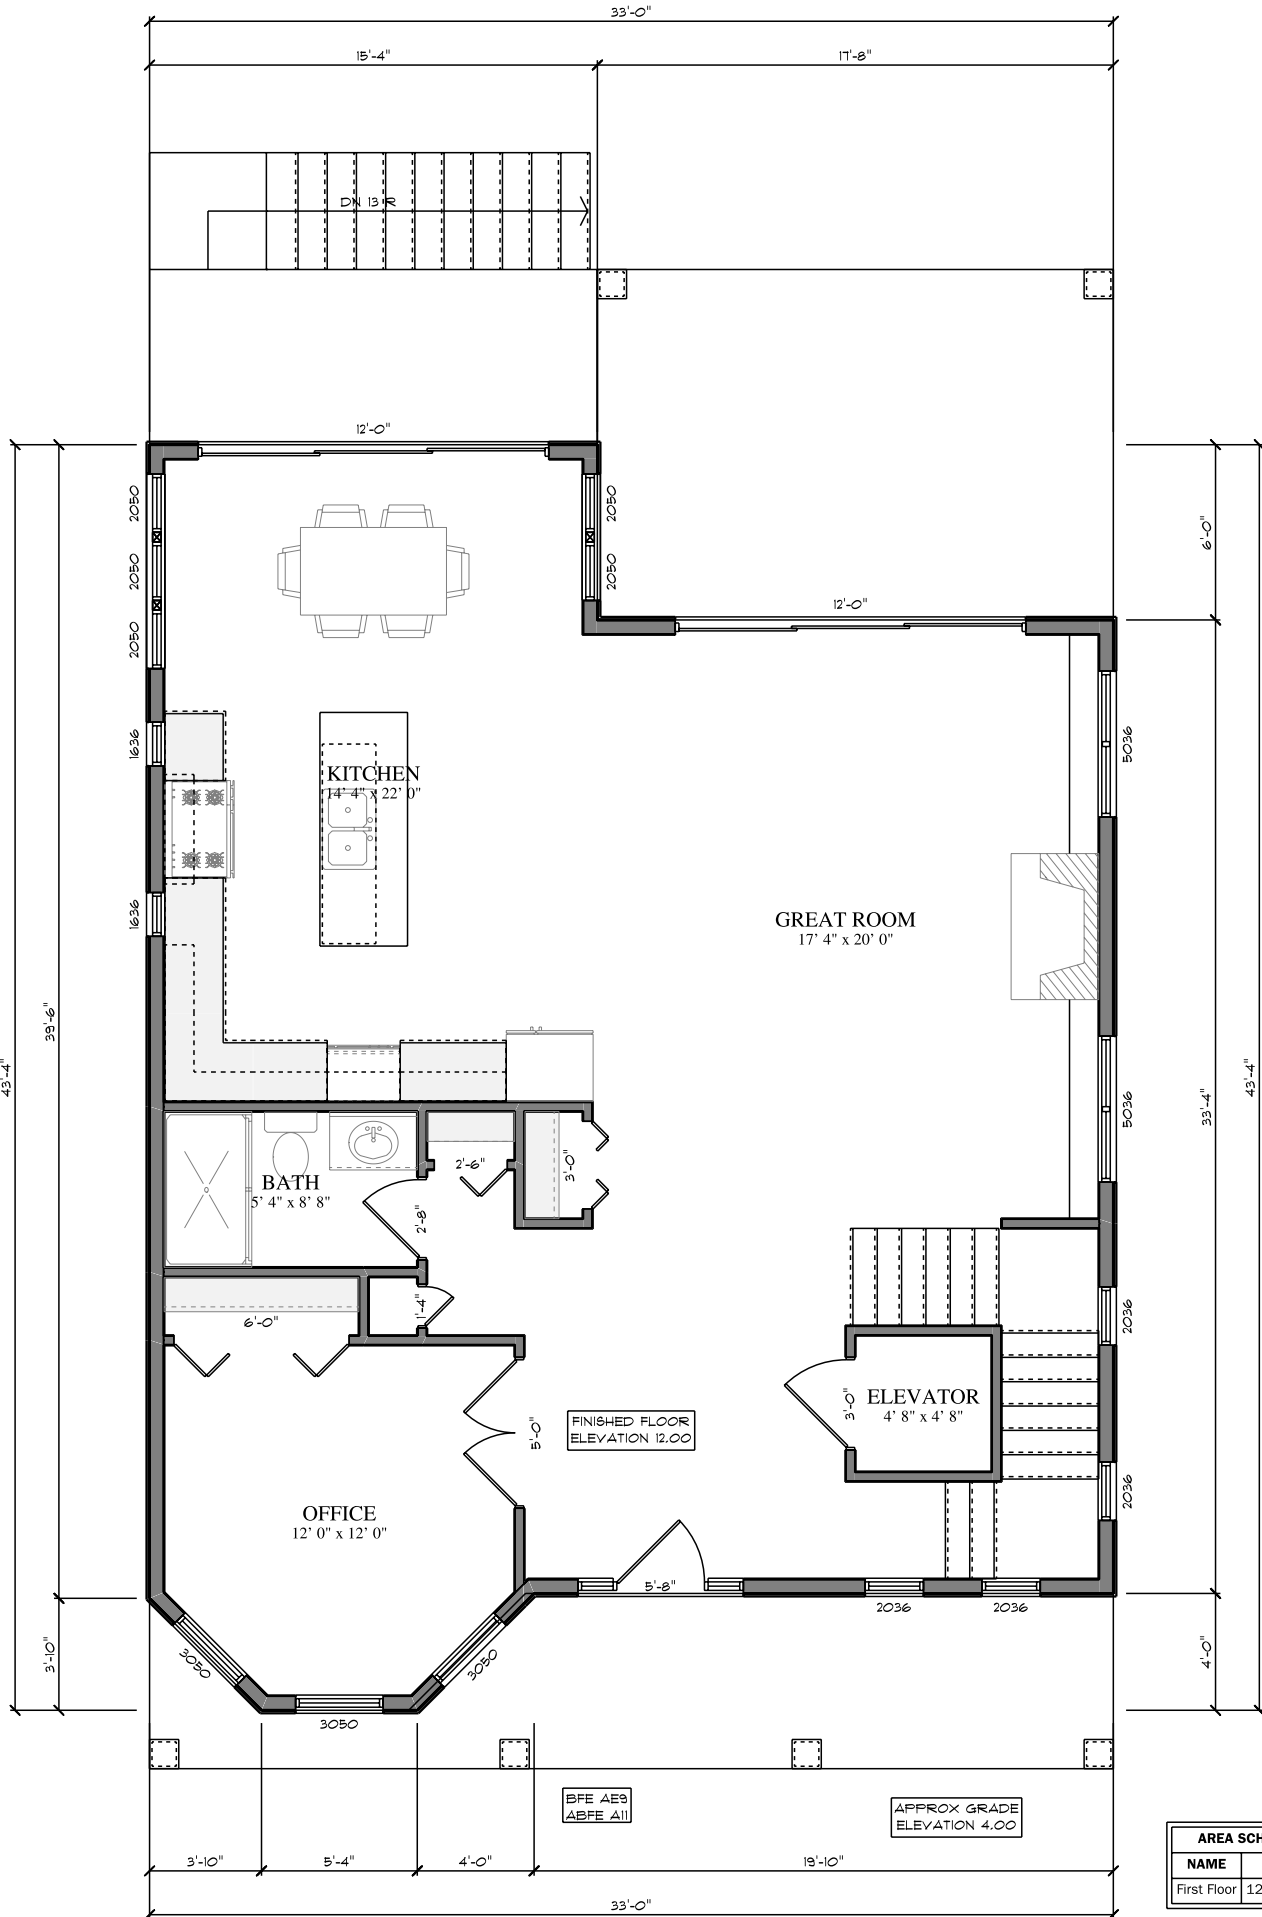 33'-0"
15'-4"
17'-8"
DN 13 R
12'-0"
2050
2050
2050
2050
2050
6'-0"
12'-0"
1636
5036
KITCHEN
14' 4" x 22' 0"
1636
GREAT ROOM
17' 4" x 20' 0"
39'-6"
43'-4"
33'-4"
43'-4"
5036
2'-6"
3'-0"
BATH
5' 4" x 8' 8"
2'-8"
1'-4"
6'-0"
2036
ELEVATOR
4' 8" x 4' 8"
3'-0"
FINISHED FLOOR
ELEVATION 12.00
5'-0"
OFFICE
12' 0" x 12' 0"
2036
5'-8"
2036
2036
3'-10"
3050
3050
3050
4'-0"
BFE AE9
ABFE A11
APPROX GRADE
ELEVATION 4.00
AREA SCH
NAME
First Floor 12
3'-10"
5'-4"
4'-0"
19'-10"
33'-0"